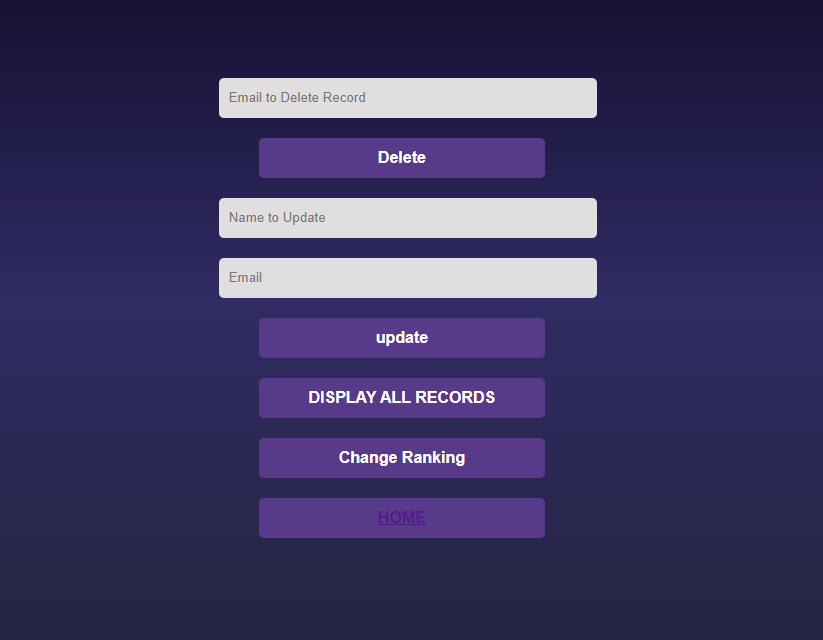 Email to Delete Record
Delete
Name to Update
Email
update
DISPLAY ALL RECORDS
Change Ranking
HOME